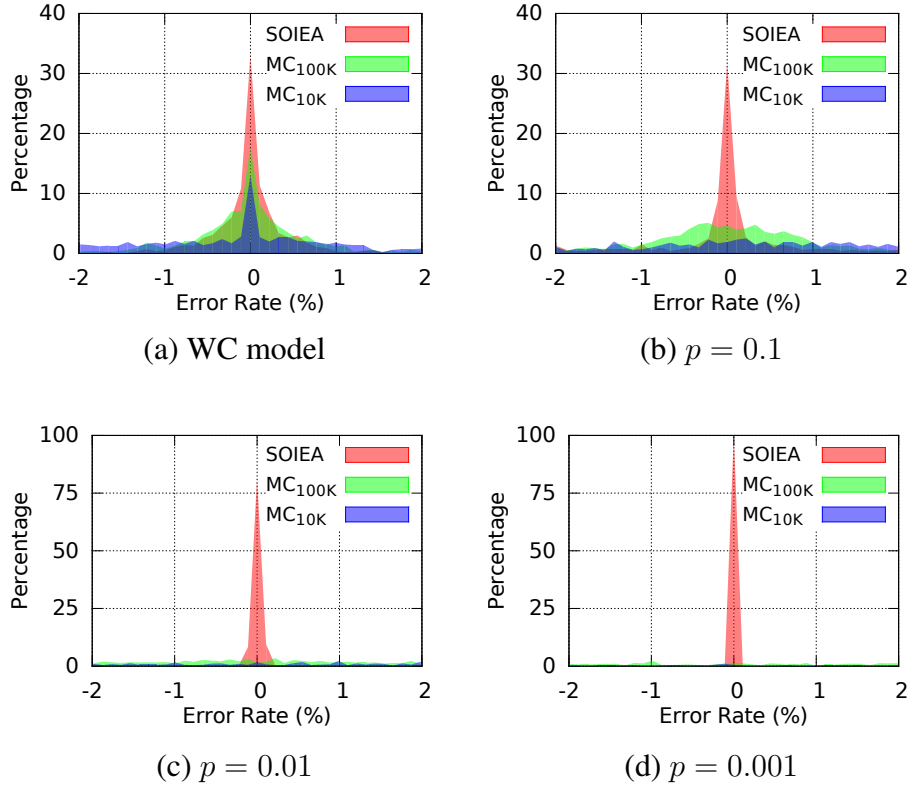 40
30
20
10
0
Percentage
SOIEA
MC100K
MC10K
-2 -1 0 1 2
Error Rate (%)
(a) WC model
40
30
20
10
0
Percentage
SOIEA
MC100K
MC10K
-2 -1 0 1 2
Error Rate (%)
(b) p = 0.1
100
75
50
25
0
Percentage
SOIEA
MC100K
MC10K
-2 -1 0 1 2
Error Rate (%)
(c) p = 0.01
100
75
50
25
0
Percentage
SOIEA
MC100K
MC10K
-2 -1 0 1 2
Error Rate (%)
(d) p = 0.001